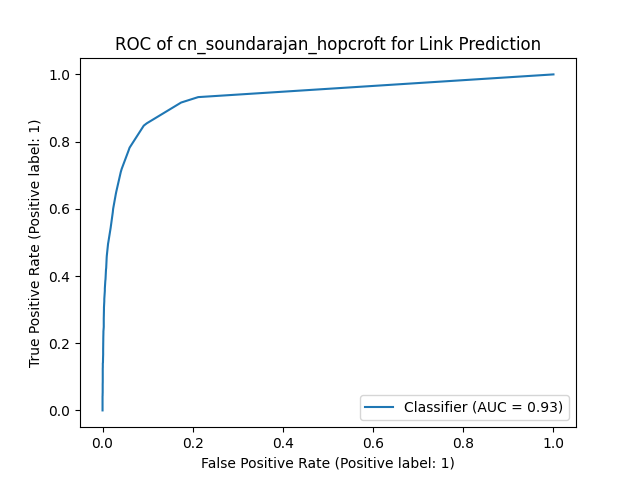 ROC of cn_soundarajan_hopcroft for Link Prediction
1.0
0.8
0.6
0.4
0.2
0.0
True Positive Rate (Positive label: 1)
Classifier (AUC = 0.93)
0.0 0.2 0.4 0.6 0.8 1.0
False Positive Rate (Positive label: 1)